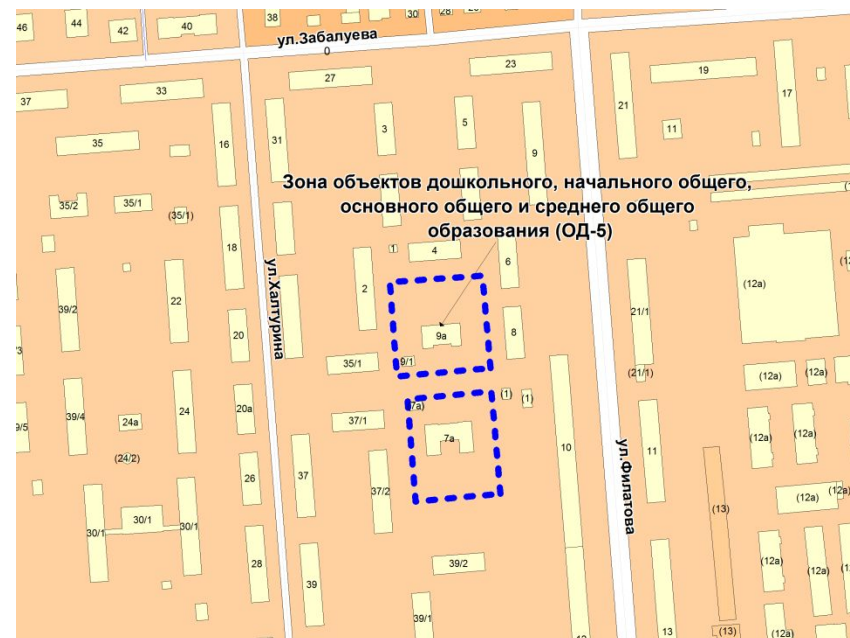 46
44
42
40
38
30
28
ул.Забалуева
0
23
27
33
37
19
17
21
16
31
3
5
9
11
35
Зона объектов дошкольного, начального общего,
основного общего и среднего общего
образования (ОД-5)
35/2
35/1
(35/1)
18
1
4
6
2
ул.Халтурина
22
39/2
(12а)
21/1
20
9а
8
9/1
35/1
(21/1)
(12а)
(12а)
39/4
24
20а
24а
(1)
(1)
7а)
37/1
7а
10
11
ул.Филатова
(12а)
(12а)
(24/2)
26
37
37/2
30/1
30/1
30/1
(12а)
(13)
28
39
39/2
(12а)
(12а)
39/1
13
(13)
(12а)